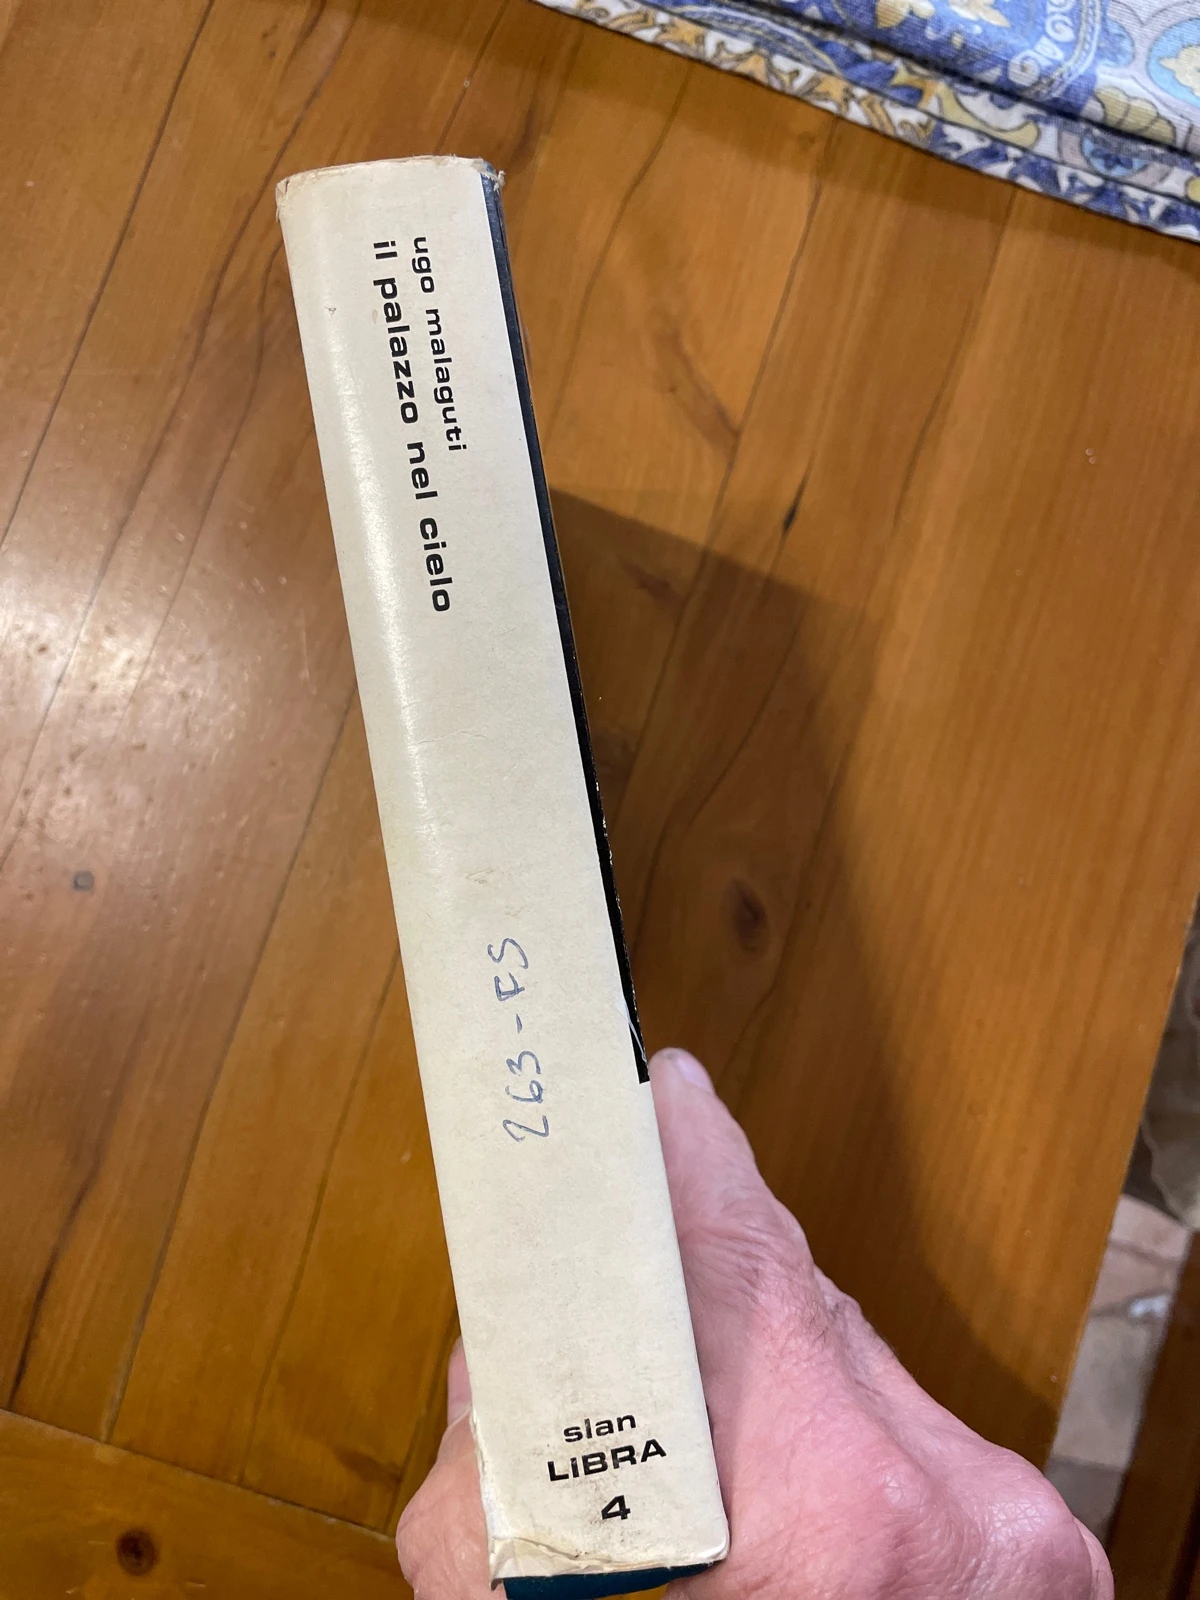 ugo malaguti
il palazzo nel cielo
263-FS
slan
LIBRA
4